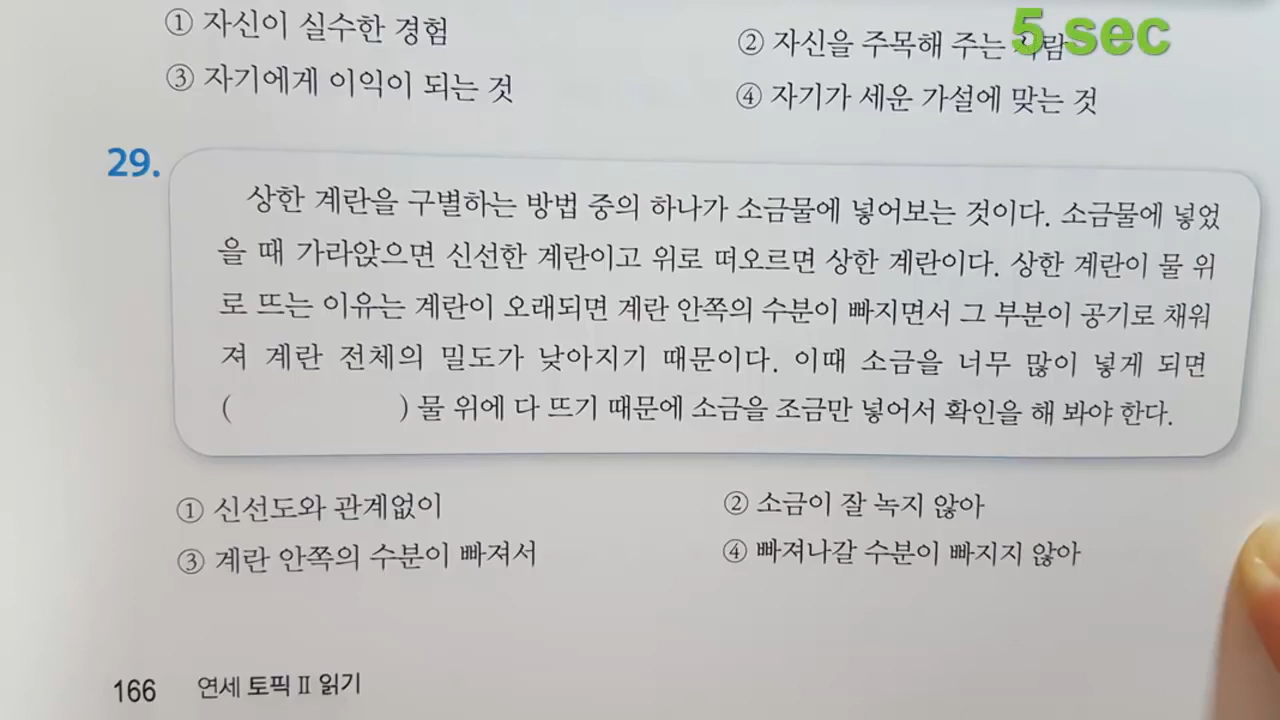 ① 자신이 실수한 경험
② 자신을 주목해 주는
5 sec
③ 자기에게 이익이 되는 것
④ 자기가 세운 가설에 맞는 것
29.
상한 계란을 구별하는 방법 중의 하나가 소금물에 넣어보는 것이다. 소금물에 넣었
을 때 가라앉으면 신선한 계란이고 위로 떠오르면 상한 계란이다. 상한 계란이 물 위
로 뜨는 이유는 계란이 오래되면 계란 안쪽의 수분이 빠지면서 그 부분이 공기로 채워
져 계란 전체의 밀도가 낮아지기 때문이다. 이때 소금을 너무 많이 넣게 되면
( ) 물 위에 다 뜨기 때문에 소금을 조금만 넣어서 확인을 해 봐야 한다.
① 신선도와 관계없이
② 소금이 잘 녹지 않아
③ 계란 안쪽의 수분이 빠져서
④ 빠져나갈 수분이 빠지지 않아
166 연세 토픽 II 읽기